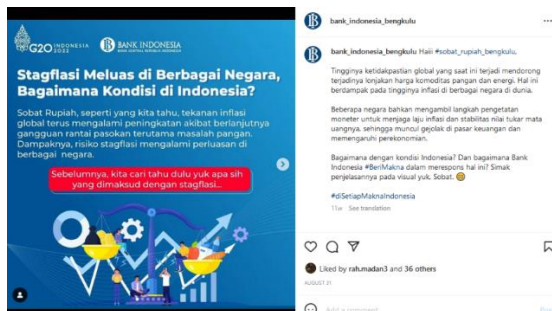 G20 INDONESIA 2022
BANK INDONESIA
BANK SENTRAL REPUBLIK INDONESIA
Stagflasi Meluas di Berbagai Negara,
Bagaimana Kondisi di Indonesia?
Sobat Rupiah, seperti yang kita tahu, tekanan inflasi
global terus mengalami peningkatan akibat berlanjutnya
gangguan rantai pasokan terutama masalah pangan.
Dampaknya, risiko stagflasi mengalami perluasan di
berbagai negara.
Sebelumnya, kita cari tahu dulu yuk apa sih
yang dimaksud dengan stagflasi...
bank_indonesia_bengkulu
bank_indonesia_bengkulu Haiii #sobat_rupiah_bengkulu,
Tingginya ketidakpastian global yang saat ini terjadi mendorong
terjadinya lonjakan harga komoditas pangan dan energi. Hal ini
berdampak pada tingginya inflasi di berbagai negara di dunia.
Beberapa negara bahkan mengambil langkah pengetatan
moneter untuk menjaga laju inflasi dan stabilitas nilai tukar mata
uangnya, sehingga muncul gejolak di pasar keuangan dan
memengaruhi perekonomian.
Bagaimana dengan kondisi Indonesia? Dan bagaimana Bank
Indonesia #BeriMakna dalam merespons hal ini? Simak
penjelasannya pada visual yuk, Sobat.
#diSetiapMaknaIndonesia
11w See translation
Liked by rah.madan3 and 36 others
AUGUST 31
Add a comment...